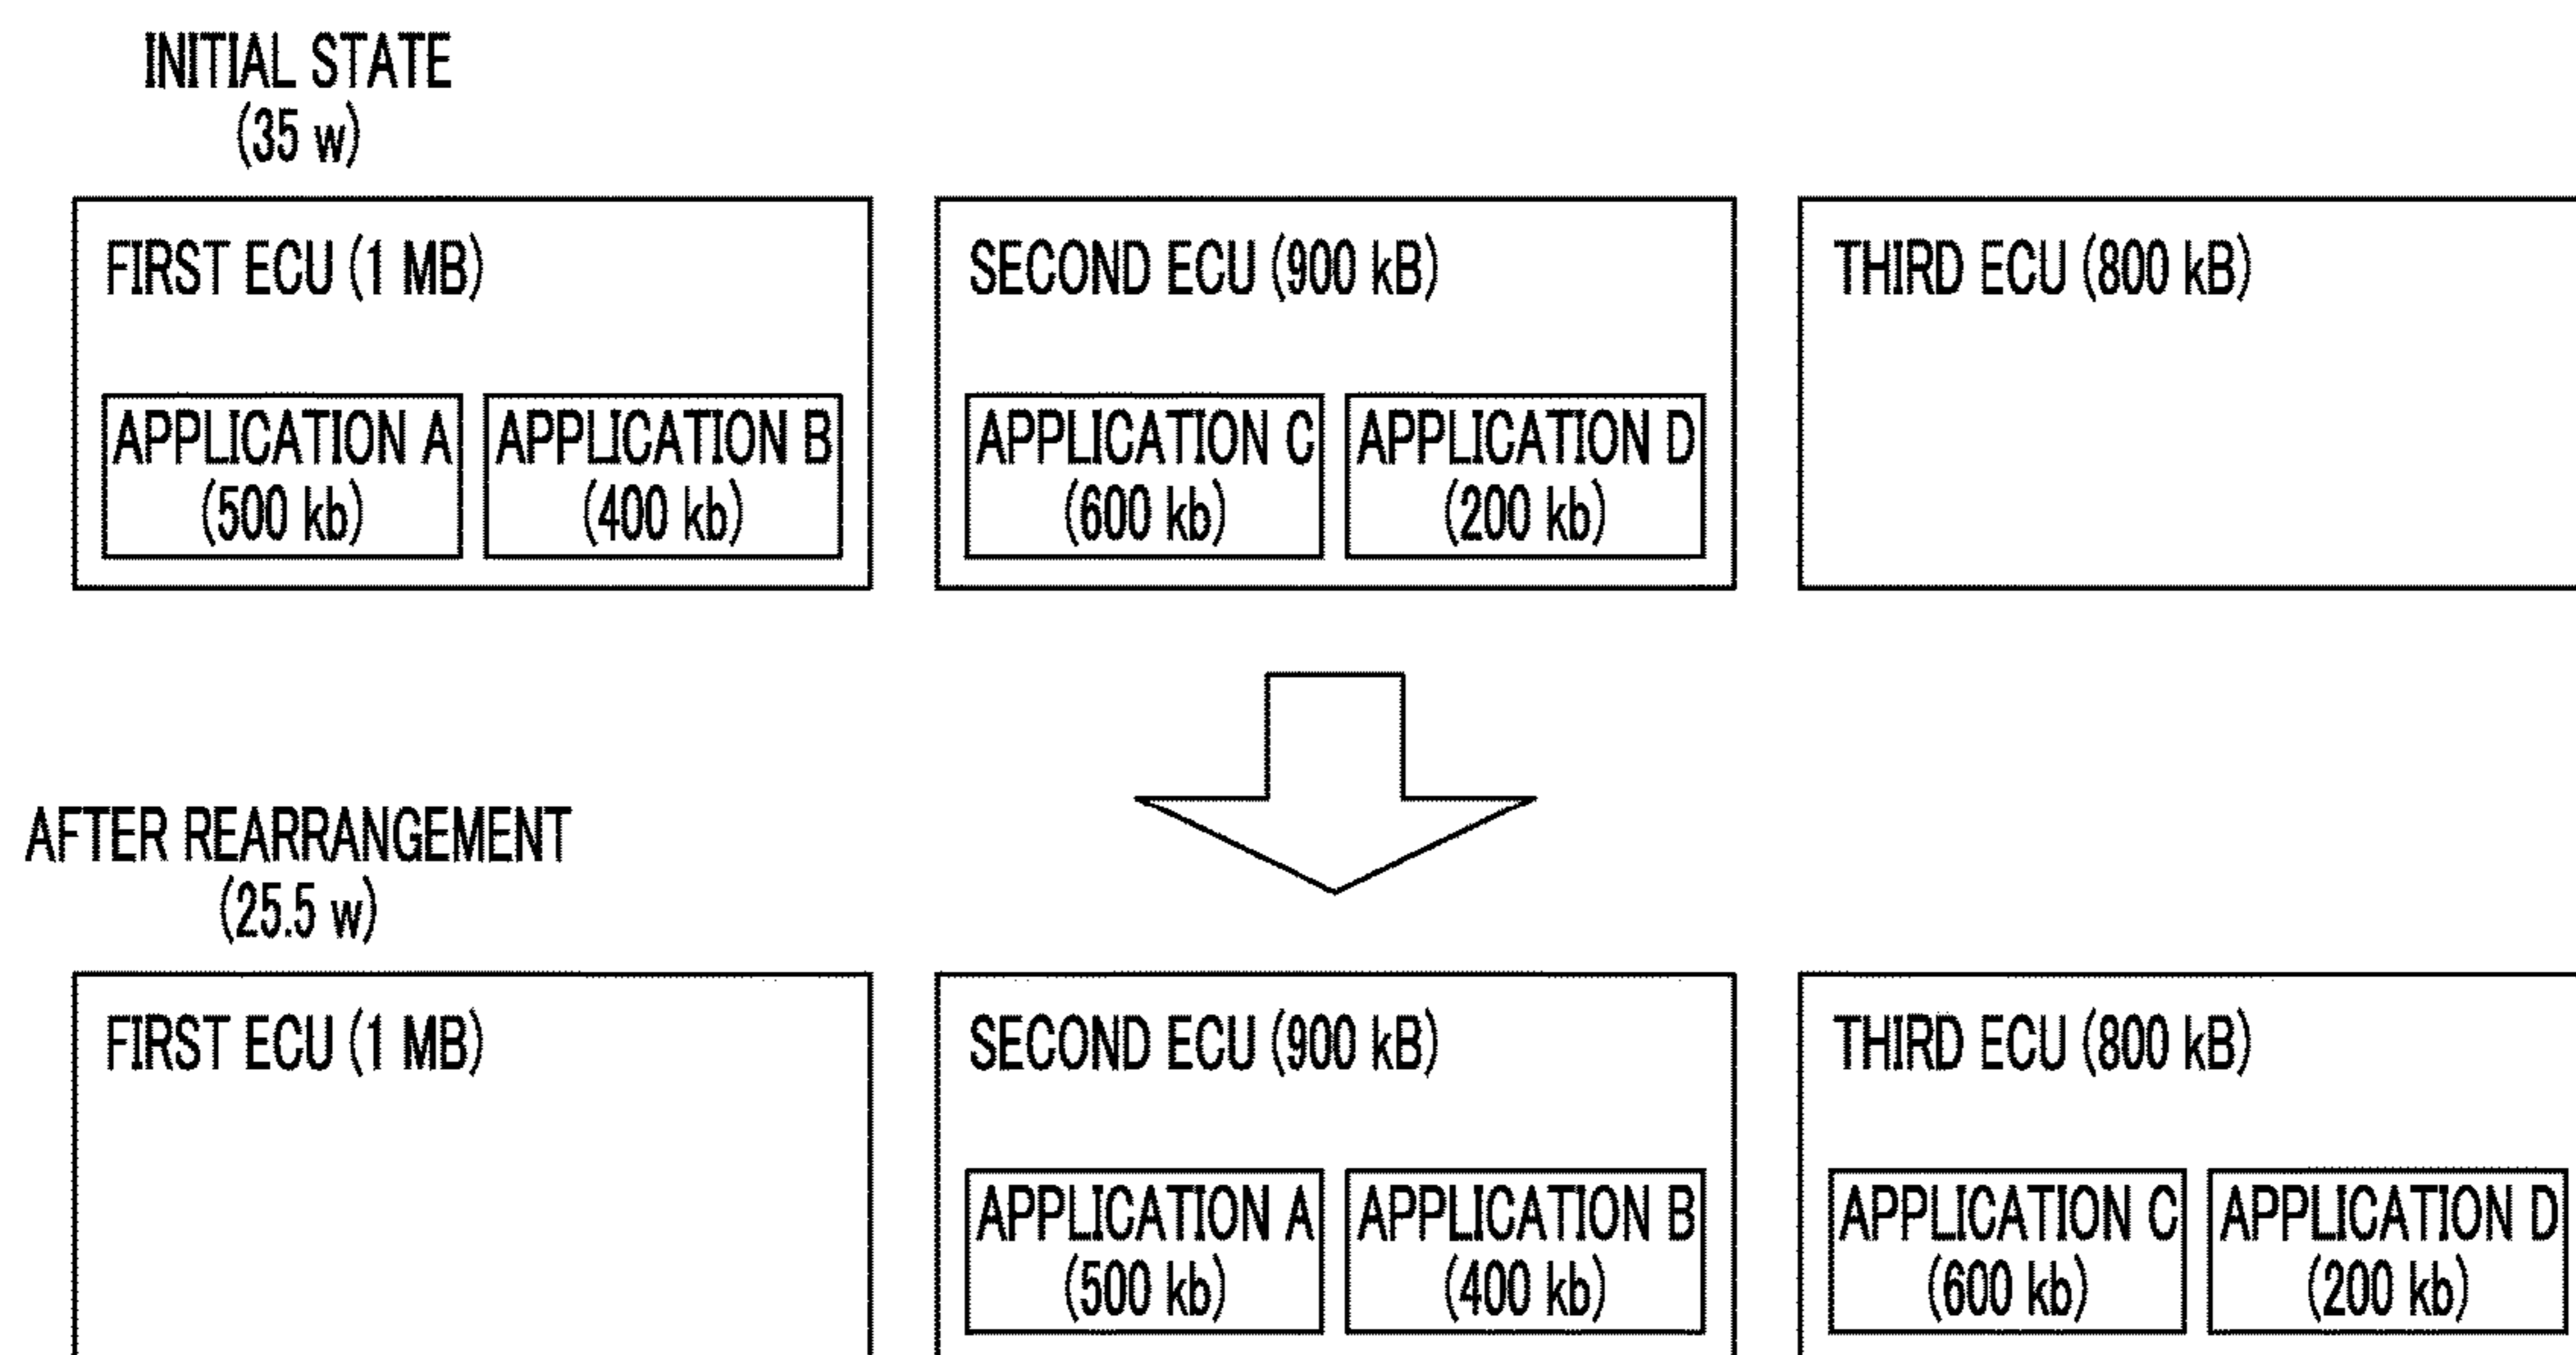 INITIAL STATE
(35 w)
FIRST ECU (1 MB)
SECOND ECU (900 kB)
THIRD ECU (800 kB)
APPLICATION A
(500 kb)
APPLICATION B
(400 kb)
APPLICATION C
(600 kb)
APPLICATION D
(200 kb)
AFTER REARRANGEMENT
(25.5 w)
FIRST ECU (1 MB)
SECOND ECU (900 kB)
THIRD ECU (800 kB)
APPLICATION A
(500 kb)
APPLICATION B
(400 kb)
APPLICATION C
(600 kb)
APPLICATION D
(200 kb)